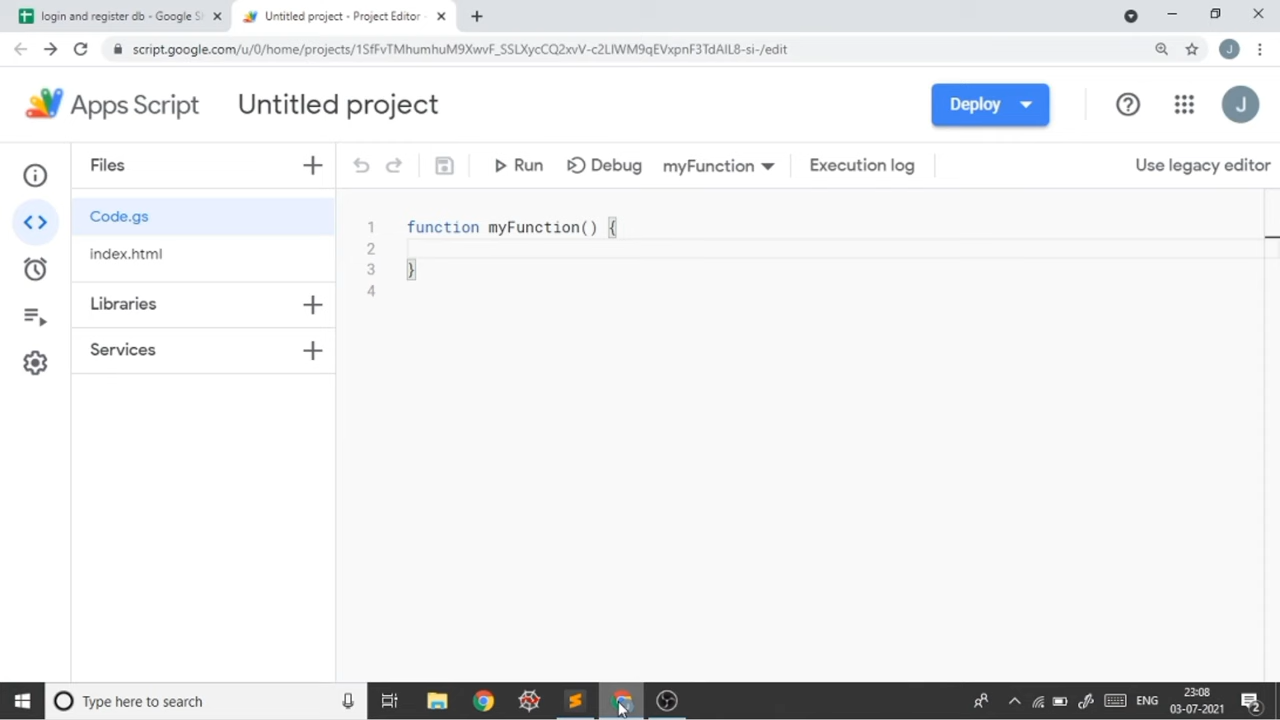 login and register db - Google S
Untitled project - Project Editor -
script.google.com/u/0/home/projects/1SfFvTMhumhuM9XwvF_SSLXycCQ2xvV-c2LIWM9qEVxpnF3TdAIL8-si-/edit
J
Apps Script
Untitled project
Deploy
J
Files
Run
Debug
myFunction
Execution log
Use legacy editor
Code.gs
index.html
Libraries
Services
1 function myFunction() {
2
3 }
4
Type here to search
ENG
23:08
03-07-2021
2